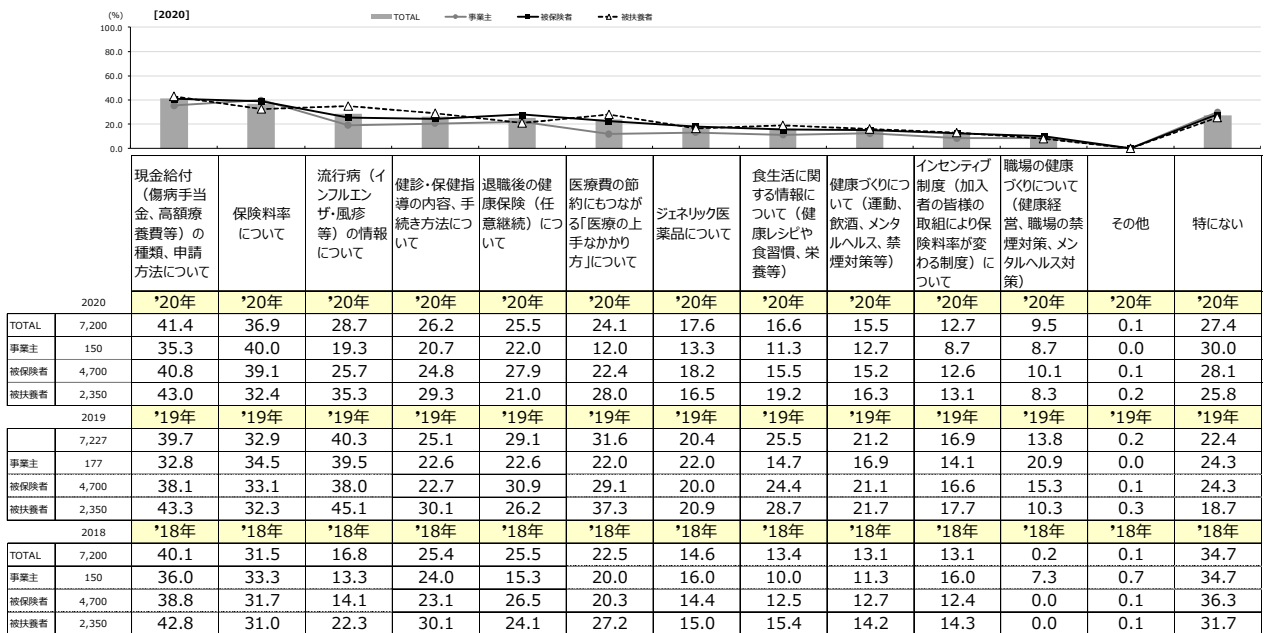 (%) [2020]
TOTAL 事業主 被保険者 被扶養者
100.0
80.0
60.0
40.0
20.0
0.0
現金給付
（傷病手当
金、高額療
養費等）の
種類、申請
方法について
保険料率
について
流行病（イ
ンフルエン
ザ・風疹
等）の情報
について
健診・保健指
導の内容、手
続き方法につ
いて
退職後の健
康保険（任
意継続）につ
いて
医療費の節
約にもつなが
る「医療の上
手なかかり
方」について
ジェネリック医
薬品について
食生活に関
する情報に
ついて（健
康レシピや
食習慣、栄
養等）
健康づくりにつ
いて（運動、
飲酒、メンタ
ルヘルス、禁
煙対策等）
インセンティブ
制度（加入
者の皆様の
取組により保
険料率が変
わる制度）に
ついて
職場の健康
づくりについて
（健康経
営、職場の禁
煙対策、メン
タルヘルス対
策）
その他
特にない
2020 '20年 '20年 '20年 '20年 '20年 '20年 '20年 '20年 '20年 '20年 '20年 '20年 '20年
TOTAL 7,200 41.4 36.9 28.7 26.2 25.5 24.1 17.6 16.6 15.5 12.7 9.5 0.1 27.4
事業主 150 35.3 40.0 19.3 20.7 22.0 12.0 13.3 11.3 12.7 8.7 8.7 0.0 30.0
被保険者 4,700 40.8 39.1 25.7 24.8 27.9 22.4 18.2 15.5 15.2 12.6 10.1 0.1 28.1
被扶養者 2,350 43.0 32.4 35.3 29.3 21.0 28.0 16.5 19.2 16.3 13.1 8.3 0.2 25.8
2019 '19年 '19年 '19年 '19年 '19年 '19年 '19年 '19年 '19年 '19年 '19年 '19年 '19年
7,227 39.7 32.9 40.3 25.1 29.1 31.6 20.4 25.5 21.2 16.9 13.8 0.2 22.4
事業主 177 32.8 34.5 39.5 22.6 22.6 22.0 22.0 14.7 16.9 14.1 20.9 0.0 24.3
被保険者 4,700 38.1 33.1 38.0 22.7 30.9 29.1 20.0 24.4 21.1 16.6 15.3 0.1 24.3
被扶養者 2,350 43.3 32.3 45.1 30.1 26.2 37.3 20.9 28.7 21.7 17.7 10.3 0.3 18.7
2018 '18年 '18年 '18年 '18年 '18年 '18年 '18年 '18年 '18年 '18年 '18年 '18年 '18年
TOTAL 7,200 40.1 31.5 16.8 25.4 25.5 22.5 14.6 13.4 13.1 13.1 0.2 0.1 34.7
事業主 150 36.0 33.3 13.3 24.0 15.3 20.0 16.0 10.0 11.3 16.0 7.3 0.7 34.7
被保険者 4,700 38.8 31.7 14.1 23.1 26.5 20.3 14.4 12.5 12.7 12.4 0.0 0.1 36.3
被扶養者 2,350 42.8 31.0 22.3 30.1 24.1 27.2 15.0 15.4 14.2 14.3 0.0 0.1 31.7